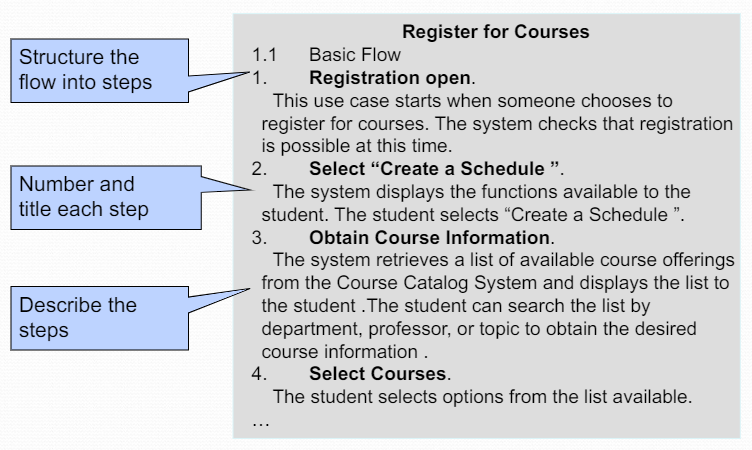 Register for Courses
Structure the
flow into steps
1.1 Basic Flow
1. Registration open.
This use case starts when someone chooses to
register for courses. The system checks that registration
is possible at this time.
Number and
title each step
2. Select “Create a Schedule ”.
The system displays the functions available to the
student. The student selects “Create a Schedule ”.
3. Obtain Course Information.
The system retrieves a list of available course offerings
from the Course Catalog System and displays the list to
the student .The student can search the list by
department, professor, or topic to obtain the desired
course information .
Describe the
steps
4. Select Courses.
The student selects options from the list available.
…